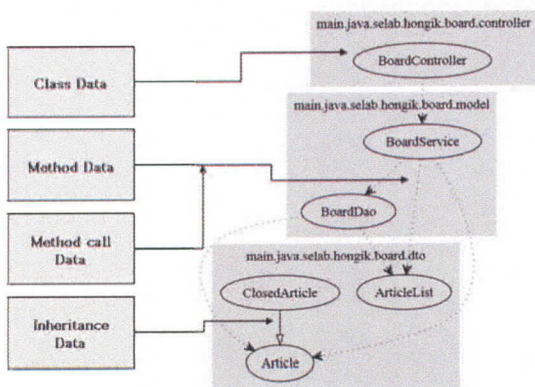 main.java.selab.hongik.board.controller
BoardController
Class Data
main.java.selab.hongik.board.model
BoardService
Method Data
BoardDao
Method call
Data
main.java.selab.hongik.board.dto
ClosedArticle
ArticleList
Inheritance
Data
Article